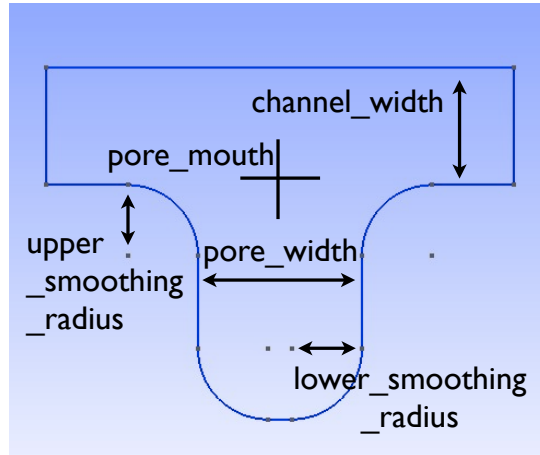 channel_width
pore_mouth
upper
_smoothing
_radius
pore_width
lower_smoothing
_radius